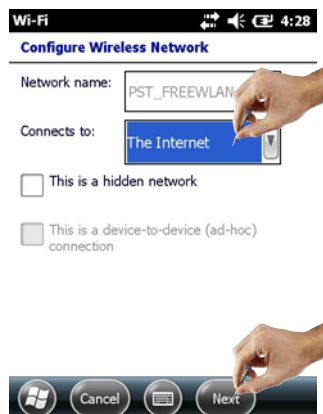 Wi-Fi 4:28
Configure Wireless Network
Network name: PST_FREEWLAN
Connects to: The Internet
This is a hidden network
This is a device-to-device (ad-hoc)
connection
Cancel Next